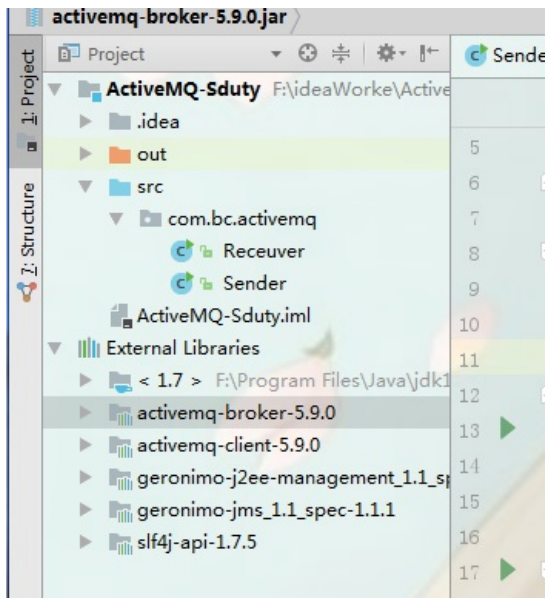 activemq-broker-5.9.0.jar
Project
Sende
1: Project
7: Structure
ActiveMQ-Sduty F:\ideaWorke\Active
.idea
out
src
com.bc.activemq
Receuver
Sender
ActiveMQ-Sduty.iml
External Libraries
< 1.7 > F:\Program Files\Java\jdk1
activemq-broker-5.9.0
activemq-client-5.9.0
geronimo-j2ee-management_1.1_sp
geronimo-jms_1.1_spec-1.1.1
slf4j-api-1.7.5
5
6
7
8
9
10
11
12
13
14
15
16
17